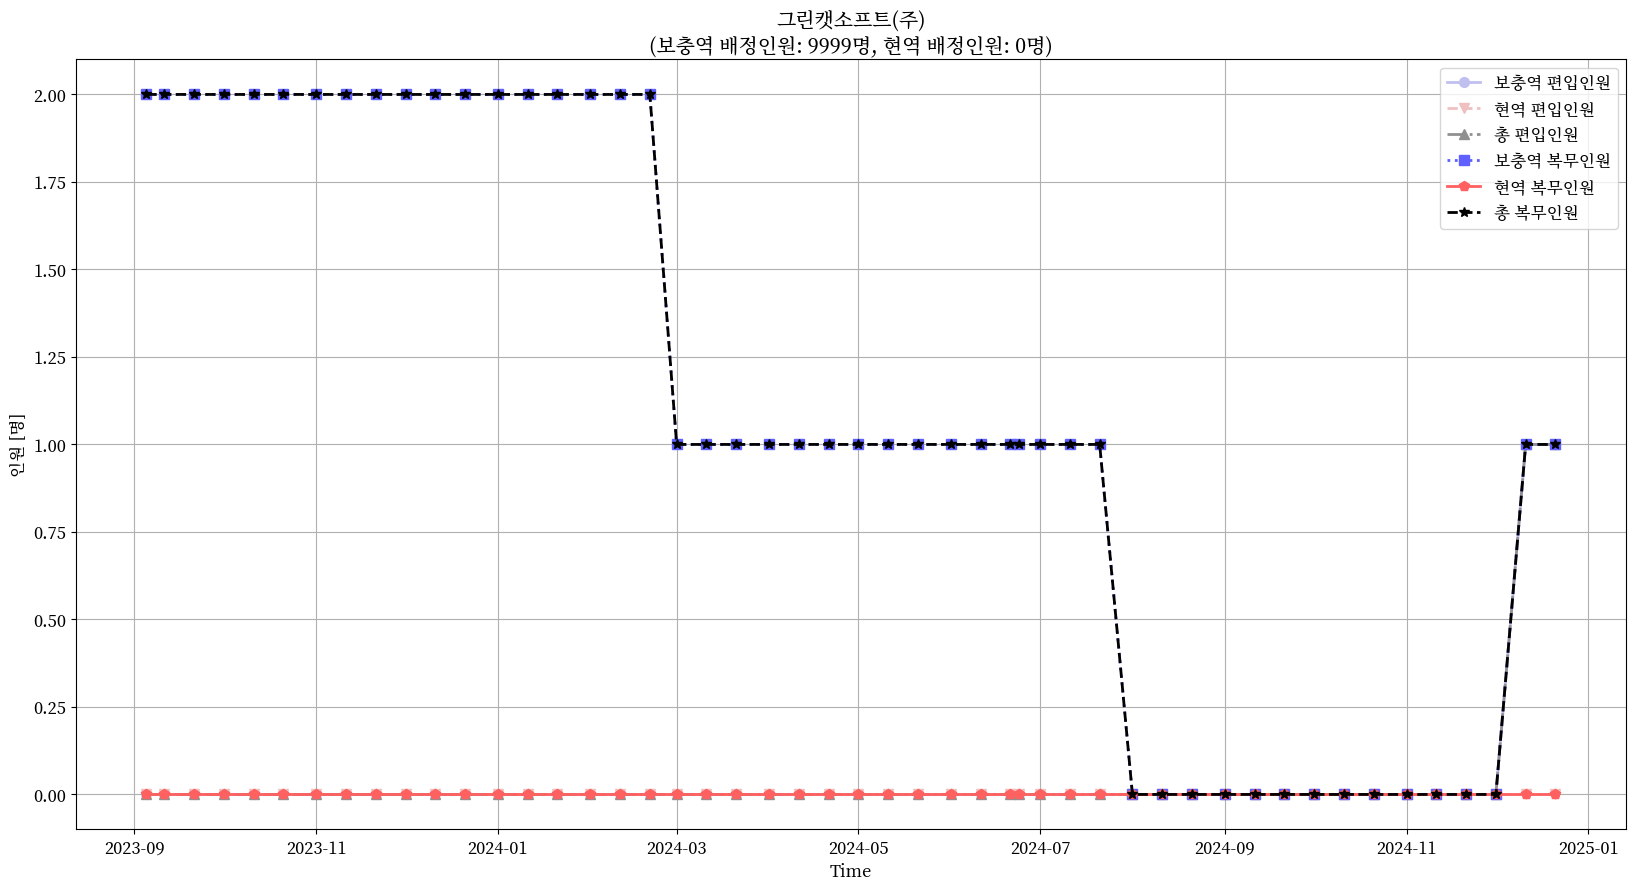 그린캣소프트(주)
(보충역 배정인원: 9999명, 현역 배정인원: 0명)
보충역 편입인원
현역 편입인원
총 편입인원
보충역 복무인원
현역 복무인원
총 복무인원
인원 [명]
2.00
1.75
1.50
1.25
1.00
0.75
0.50
0.25
0.00
2023-09 2023-11 2024-01 2024-03 2024-05 2024-07 2024-09 2024-11 2025-01
Time